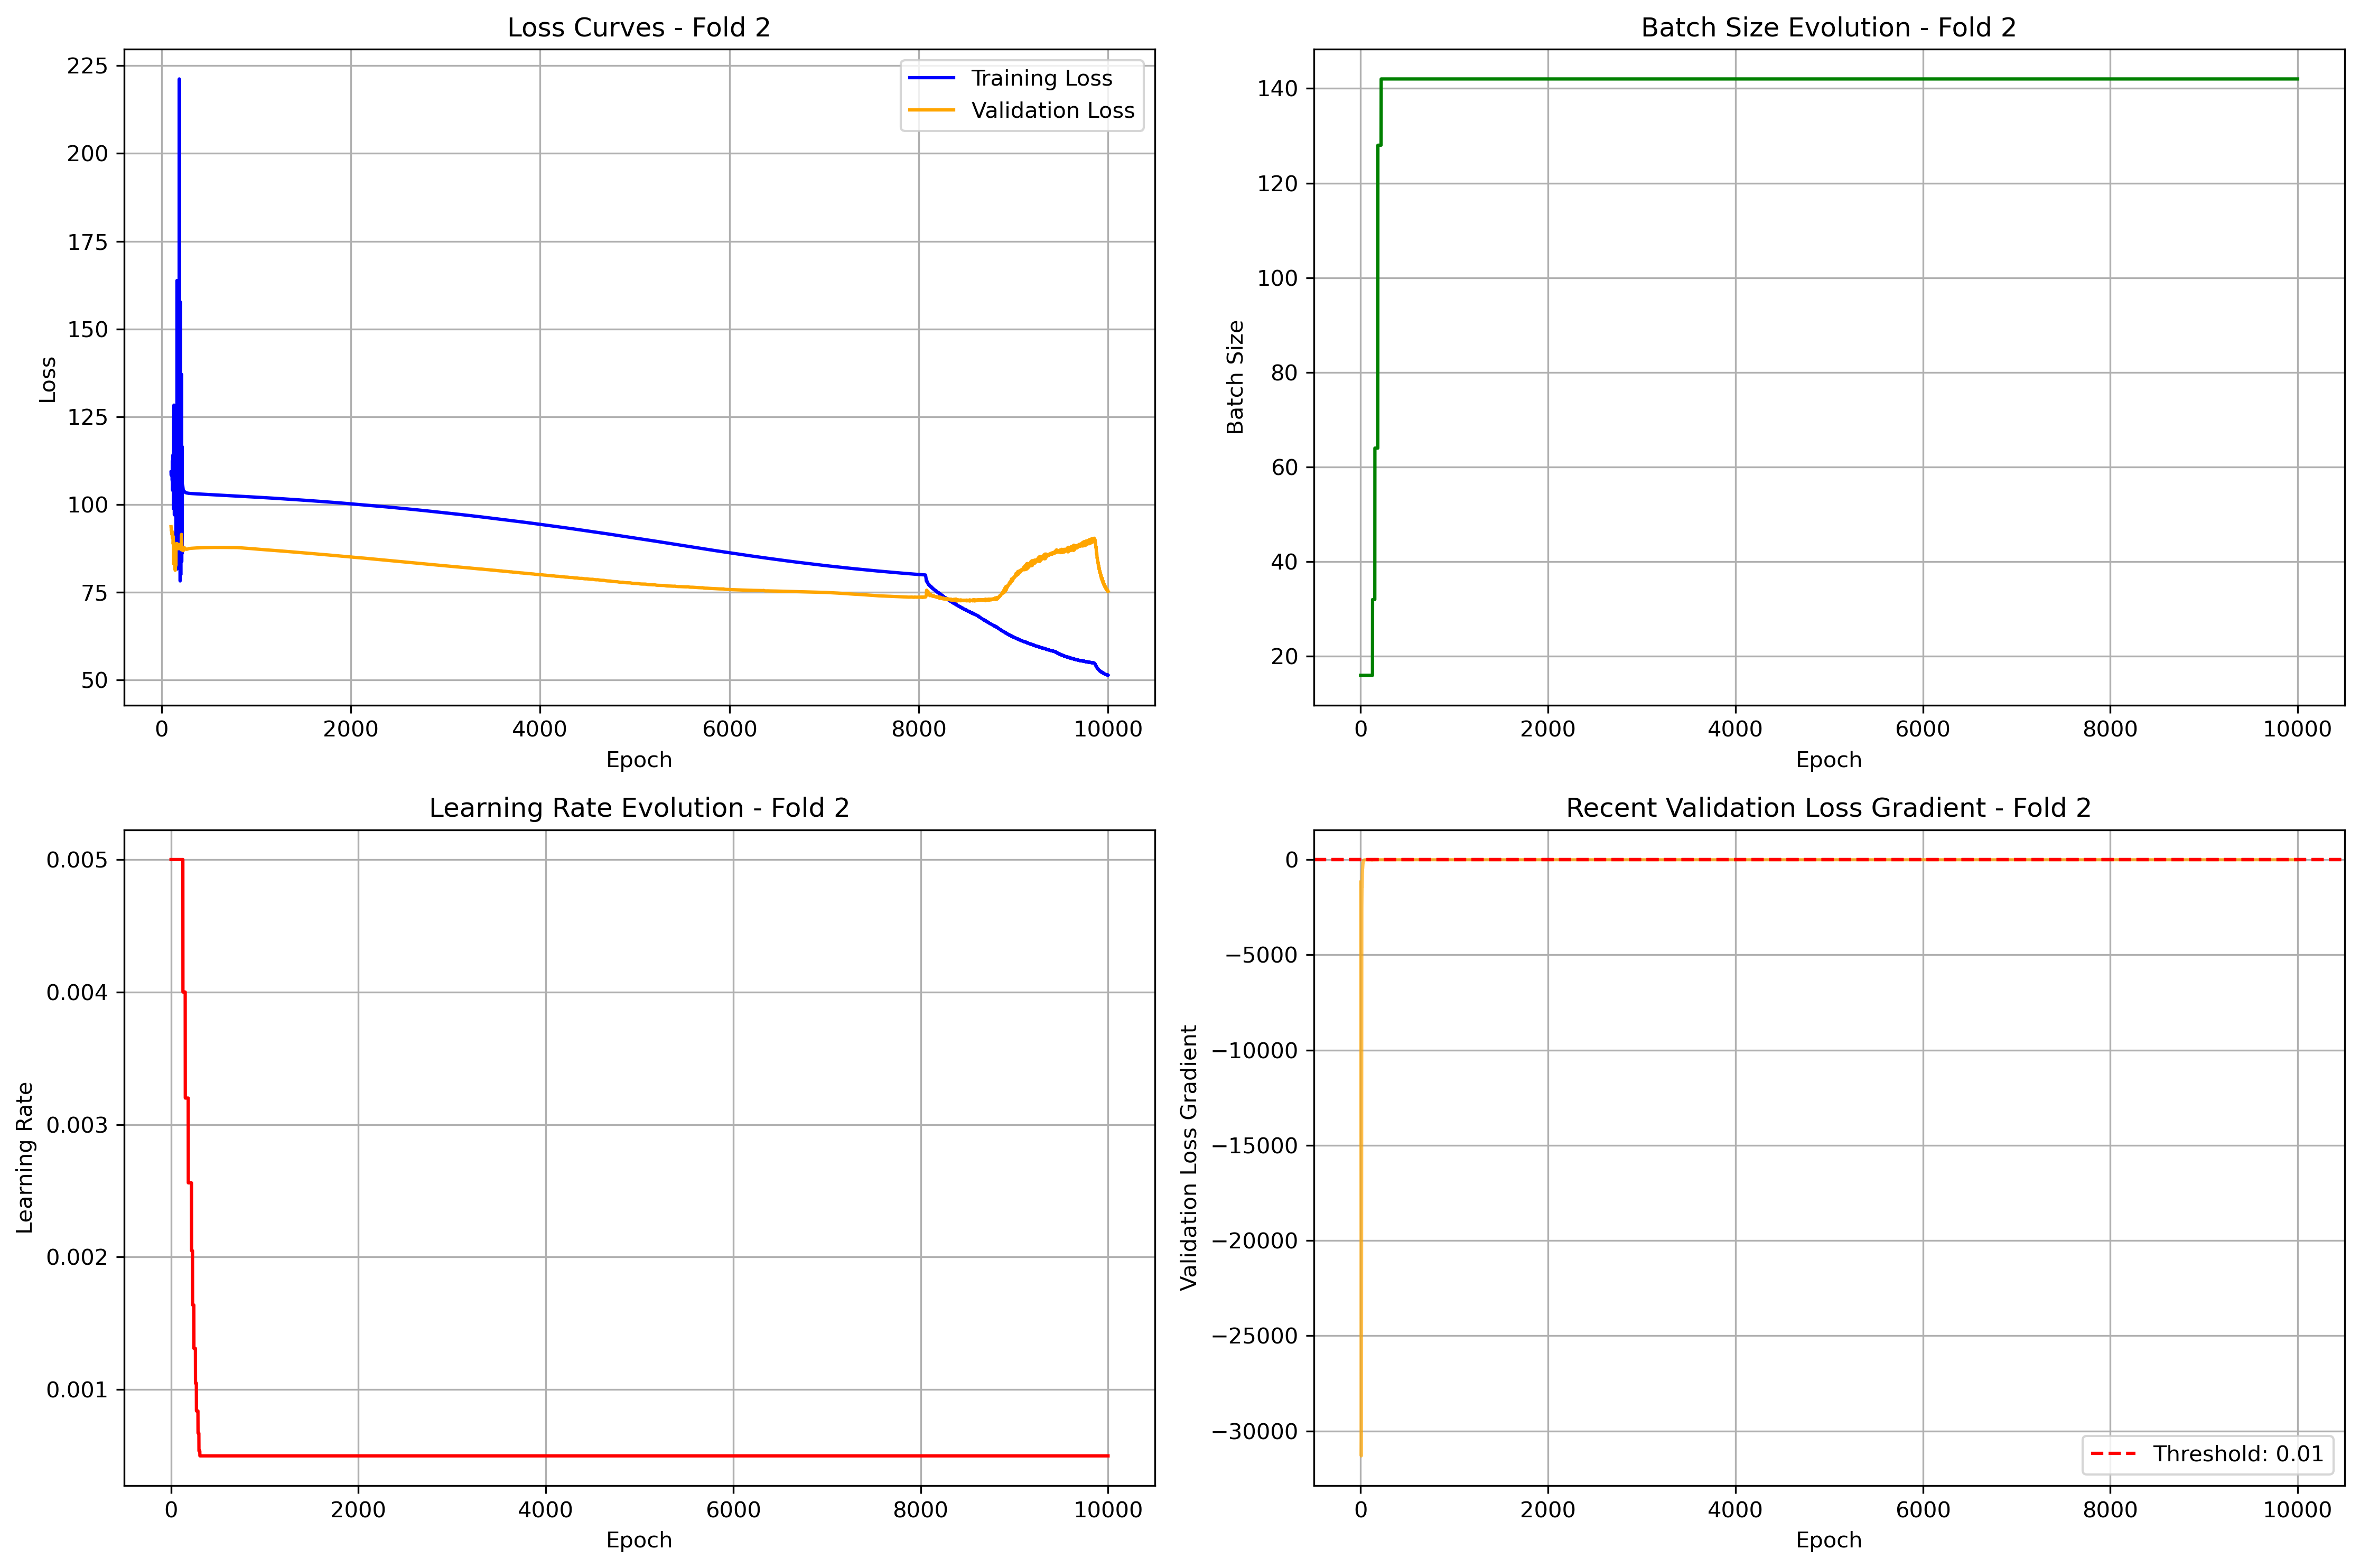 Loss Curves - Fold 2
225
200
175
150
125
100
75
50
Loss
Training Loss
Validation Loss
0 2000 4000 6000 8000 10000
Epoch
Batch Size Evolution - Fold 2
140
120
100
80
60
40
20
Batch Size
0 2000 4000 6000 8000 10000
Epoch
Learning Rate Evolution - Fold 2
0.005
0.004
0.003
0.002
0.001
Learning Rate
0 2000 4000 6000 8000 10000
Epoch
Recent Validation Loss Gradient - Fold 2
0
−5000
−10000
−15000
−20000
−25000
−30000
Validation Loss Gradient
Threshold: 0.01
0 2000 4000 6000 8000 10000
Epoch